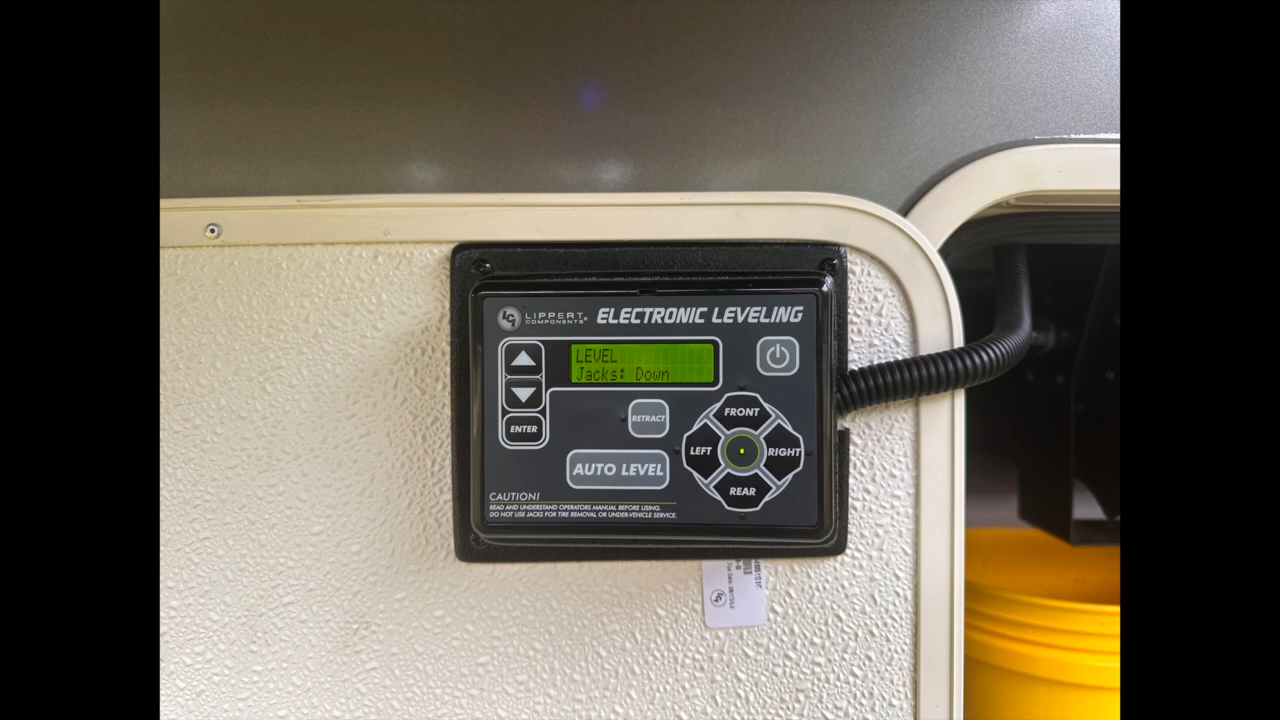 LCI LIPPERT COMPONENTS® ELECTRONIC LEVELING
LEVEL
Jacks: Down
ENTER
RETRACT
AUTO LEVEL
FRONT
LEFT
RIGHT
REAR
CAUTION!
READ AND UNDERSTAND OPERATORS MANUAL BEFORE USING.
DO NOT USE JACKS FOR TIRE REMOVAL OR UNDER-VEHICLE SERVICE.